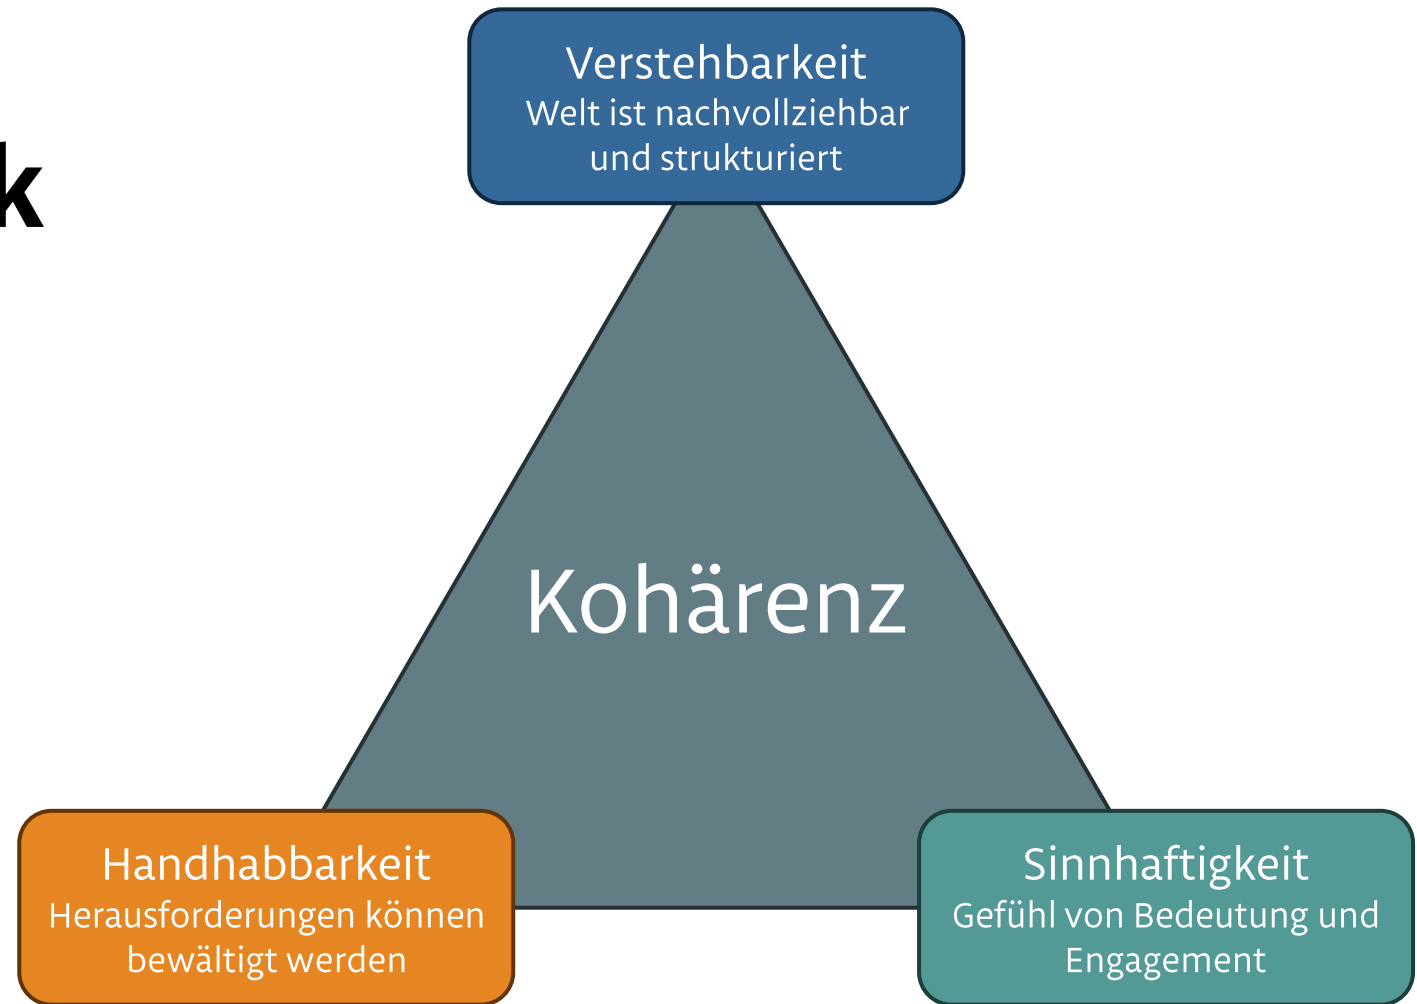 Verstehbarkeit
Welt ist nachvollziehbar
und strukturiert
k
Kohärenz
Handhabbarkeit
Herausforderungen können
bewältigt werden
Sinnhaftigkeit
Gefühl von Bedeutung und
Engagement